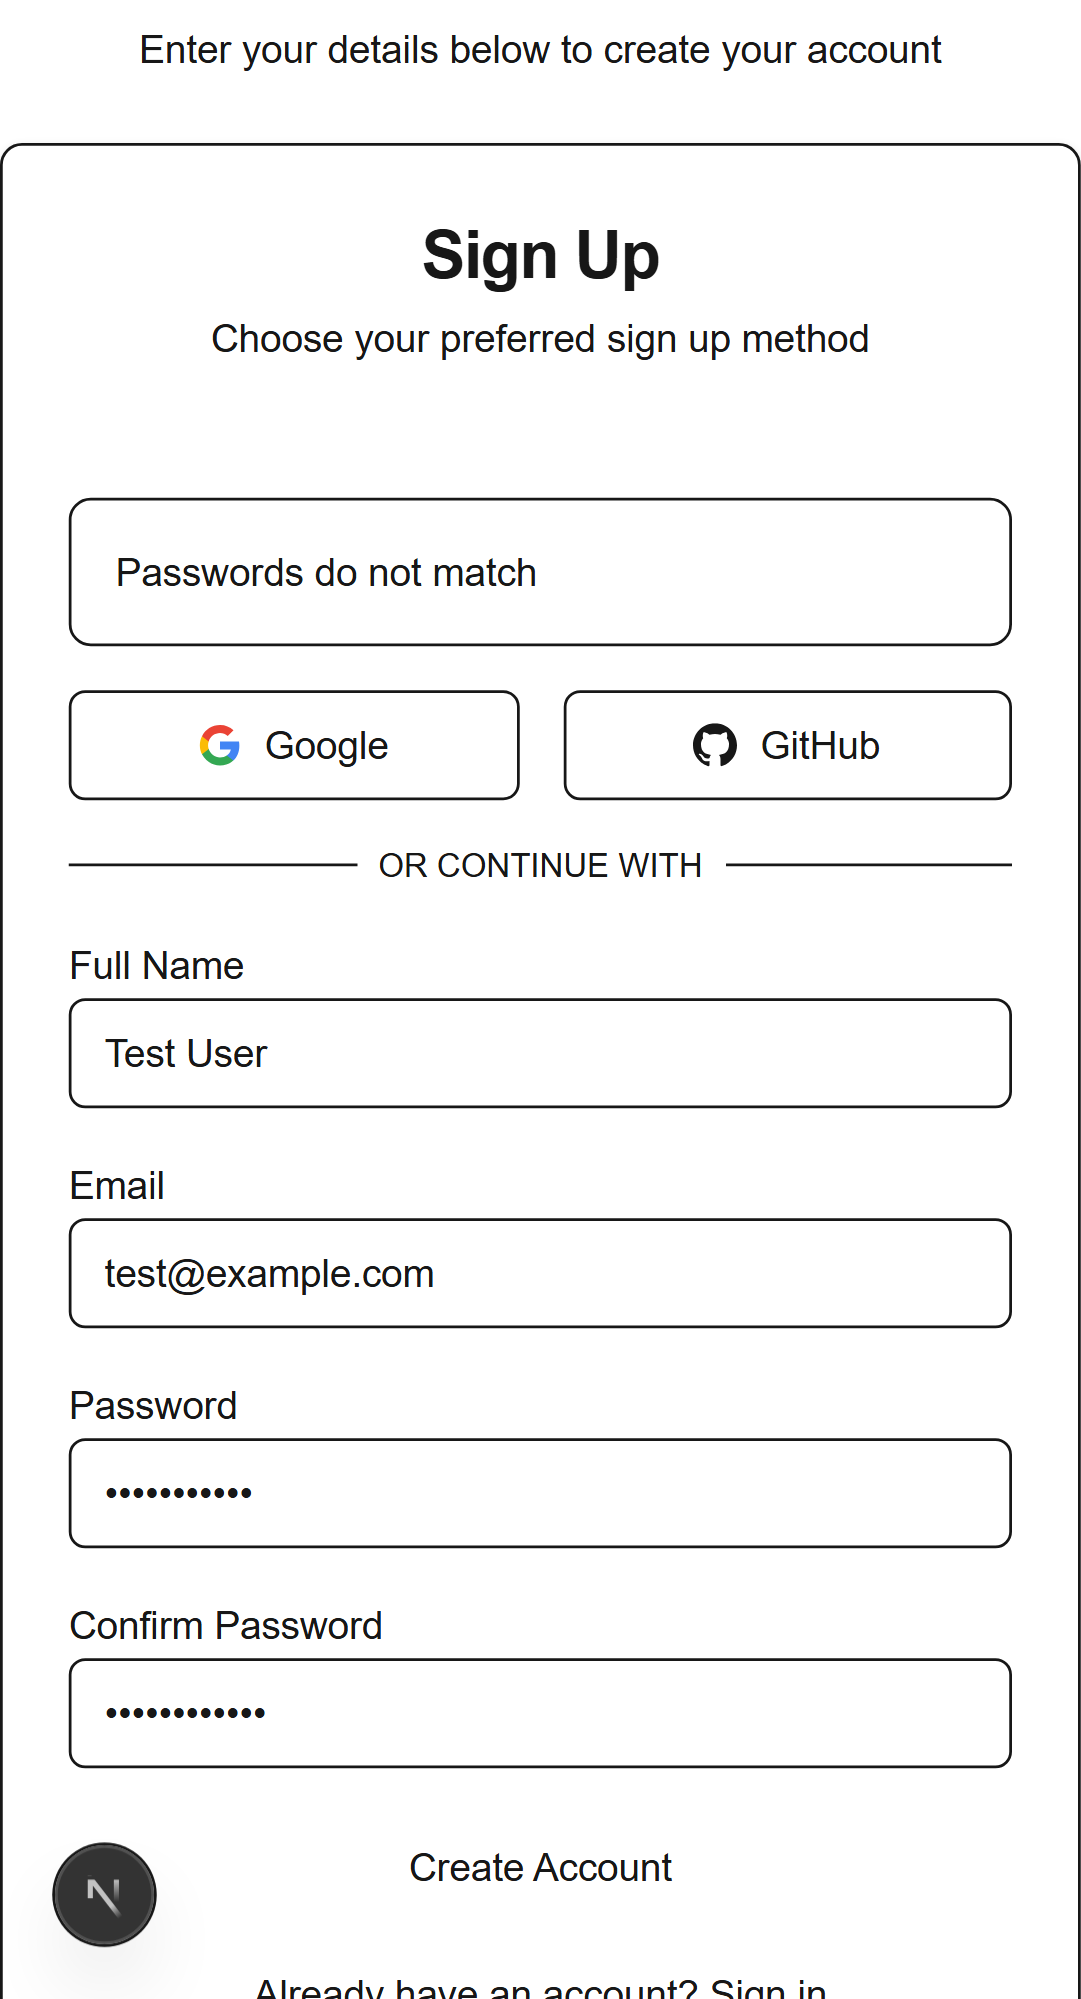 Enter your details below to create your account
Sign Up
Choose your preferred sign up method
Passwords do not match
Google
GitHub
OR CONTINUE WITH
Full Name
Test User
Email
test@example.com
Password
•••••••••••
Confirm Password
••••••••••••
Create Account
Already have an account? Sign in